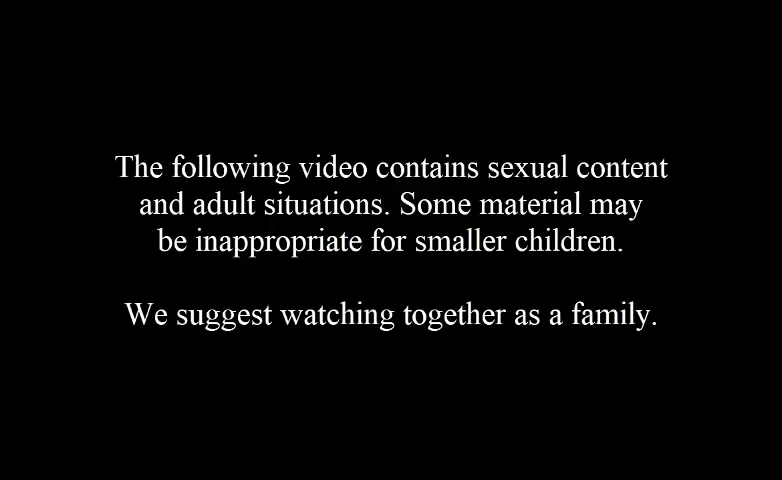 The following video contains sexual content
and adult situations. Some material may
be inappropriate for smaller children.
We suggest watching together as a family.